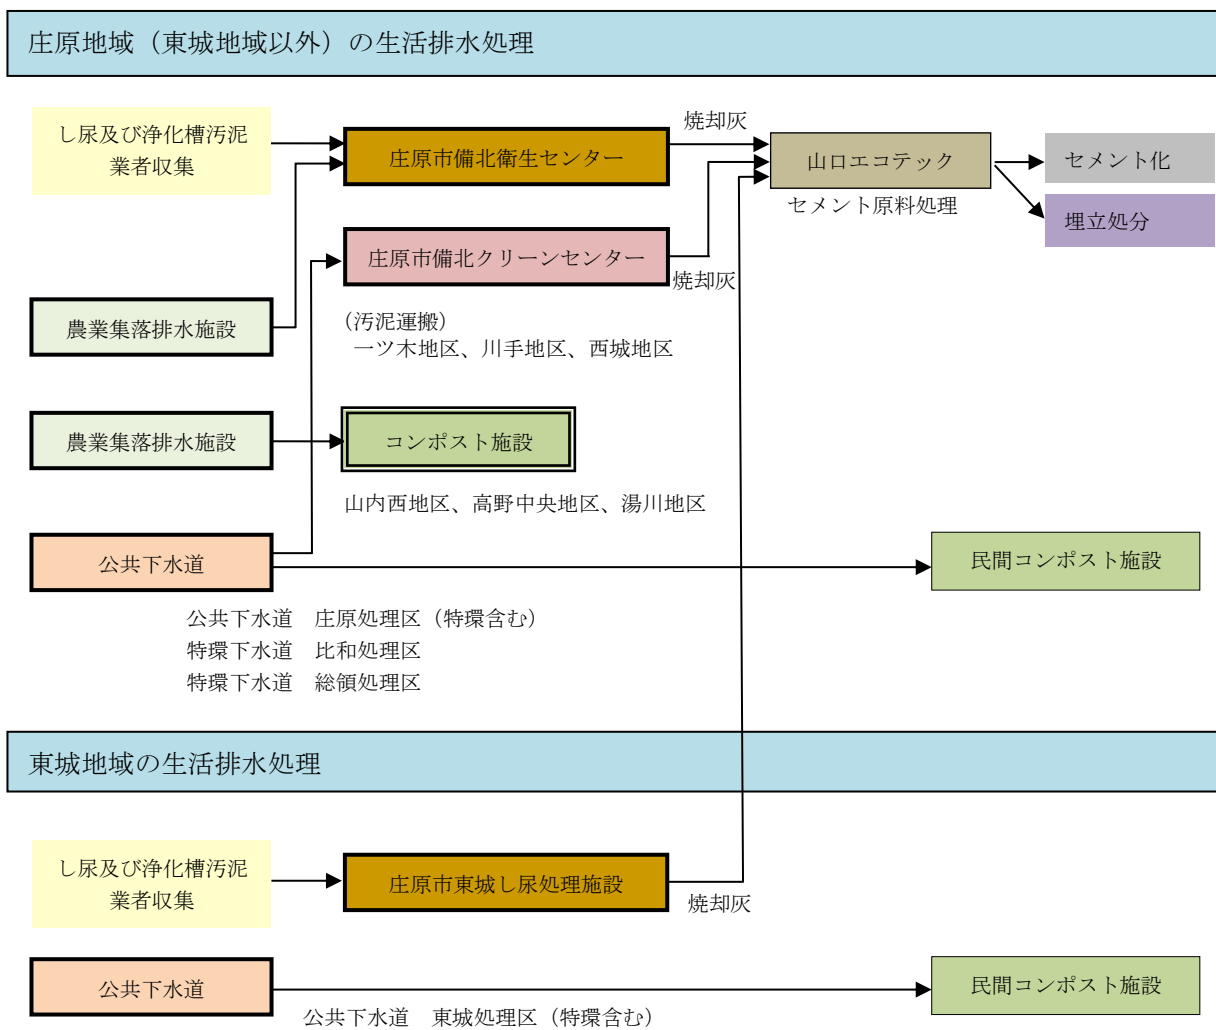 庄原地域（東城地域以外）の生活排水処理
し尿及び浄化槽汚泥
業者収集
庄原市備北衛生センター
焼却灰
山口エコテック
セメント原料処理
セメント化
埋立処分
庄原市備北クリーンセンター
焼却灰
農業集落排水施設
（汚泥運搬）
一ツ木地区、川手地区、西城地区
農業集落排水施設
コンポスト施設
山内西地区、高野中央地区、湯川地区
公共下水道
民間コンポスト施設
公共下水道　庄原処理区（特環含む）
特環下水道　比和処理区
特環下水道　総領処理区
東城地域の生活排水処理
し尿及び浄化槽汚泥
業者収集
庄原市東城し尿処理施設
焼却灰
公共下水道
民間コンポスト施設
公共下水道　東城処理区（特環含む）